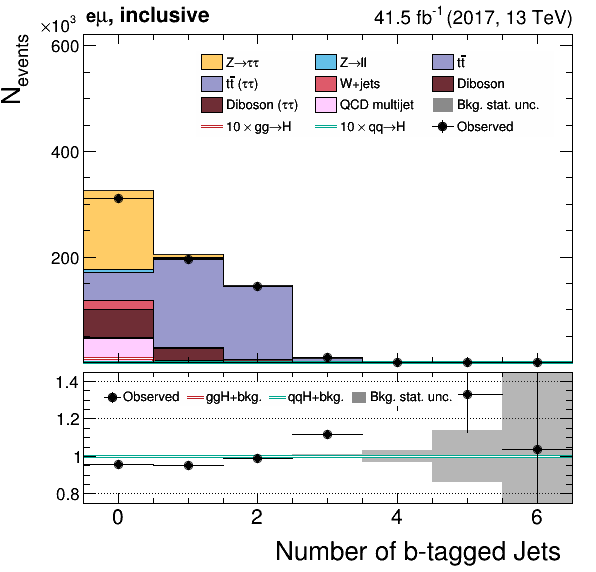 ×10³ eμ, inclusive 41.5 fb⁻¹ (2017, 13 TeV)
N_events
600
400
200
Z→ττ Z→ll tt̄
tt̄ (ττ) W+jets Diboson
Diboson (ττ) QCD multijet Bkg. stat. unc.
10 × gg→H 10 × qq→H Observed
1.4
1.2
1
0.8
Observed ggH+bkg. qqH+bkg. Bkg. stat. unc.
0 2 4 6
Number of b-tagged Jets